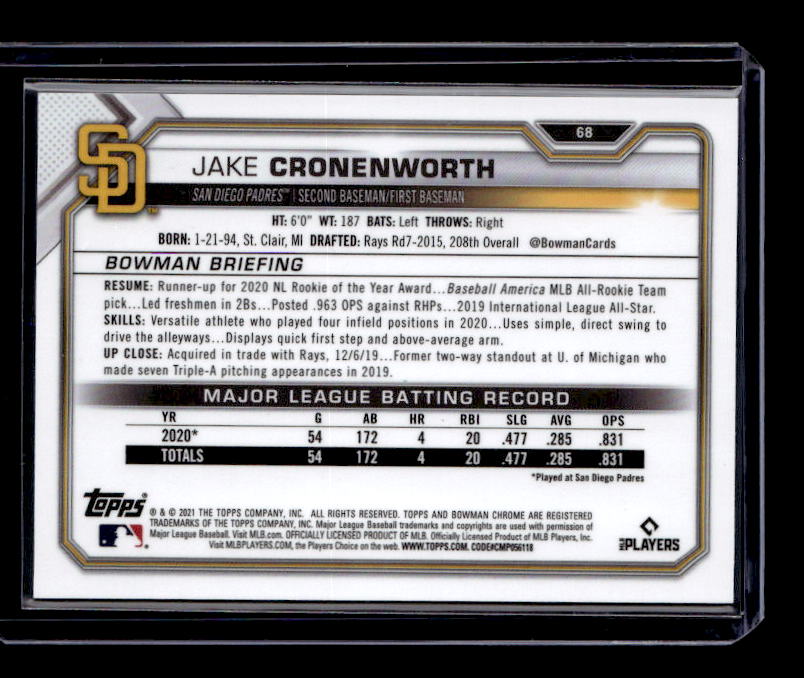 68
SD
™
JAKE CRONENWORTH
SAN DIEGO PADRES™ | SECOND BASEMAN/FIRST BASEMAN
HT: 6'0" WT: 187 BATS: Left THROWS: Right
BORN: 1-21-94, St. Clair, MI DRAFTED: Rays Rd7-2015, 208th Overall @BowmanCards
BOWMAN BRIEFING
RESUME: Runner-up for 2020 NL Rookie of the Year Award...Baseball America MLB All-Rookie Team
pick...Led freshmen in 2Bs...Posted .963 OPS against RHPs...2019 International League All-Star.
SKILLS: Versatile athlete who played four infield positions in 2020...Uses simple, direct swing to
drive the alleyways...Displays quick first step and above-average arm.
UP CLOSE: Acquired in trade with Rays, 12/6/19...Former two-way standout at U. of Michigan who
made seven Triple-A pitching appearances in 2019.
MAJOR LEAGUE BATTING RECORD
YR G AB HR RBI SLG AVG OPS
2020* 54 172 4 20 .477 .285 .831
TOTALS 54 172 4 20 .477 .285 .831
*Played at San Diego Padres
Topps® ® & © 2021 THE TOPPS COMPANY, INC. ALL RIGHTS RESERVED. TOPPS AND BOWMAN CHROME ARE REGISTERED
TRADEMARKS OF THE TOPPS COMPANY, INC. Major League Baseball trademarks and copyrights are used with permission of
Major League Baseball. Visit MLB.com. OFFICIALLY LICENSED PRODUCT OF MLB. Officially Licensed Product of MLB Players, Inc.
Visit MLBPLAYERS.COM, the Players Choice on the web. WWW.TOPPS.COM. CODE#CMP056118
MLB PLAYERS